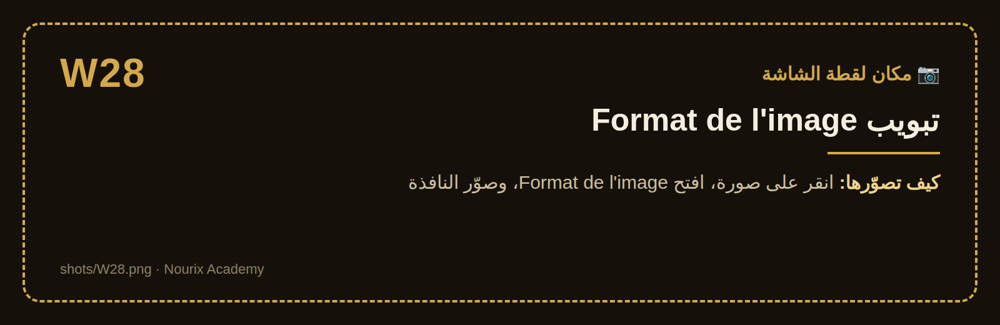 W28
📷 مكان لقطة الشاشة
تبويب Format de l'image
كيف تصوّرها: انقر على صورة، افتح Format de l'image، وصوّر النافذة
shots/W28.png · Nourix Academy